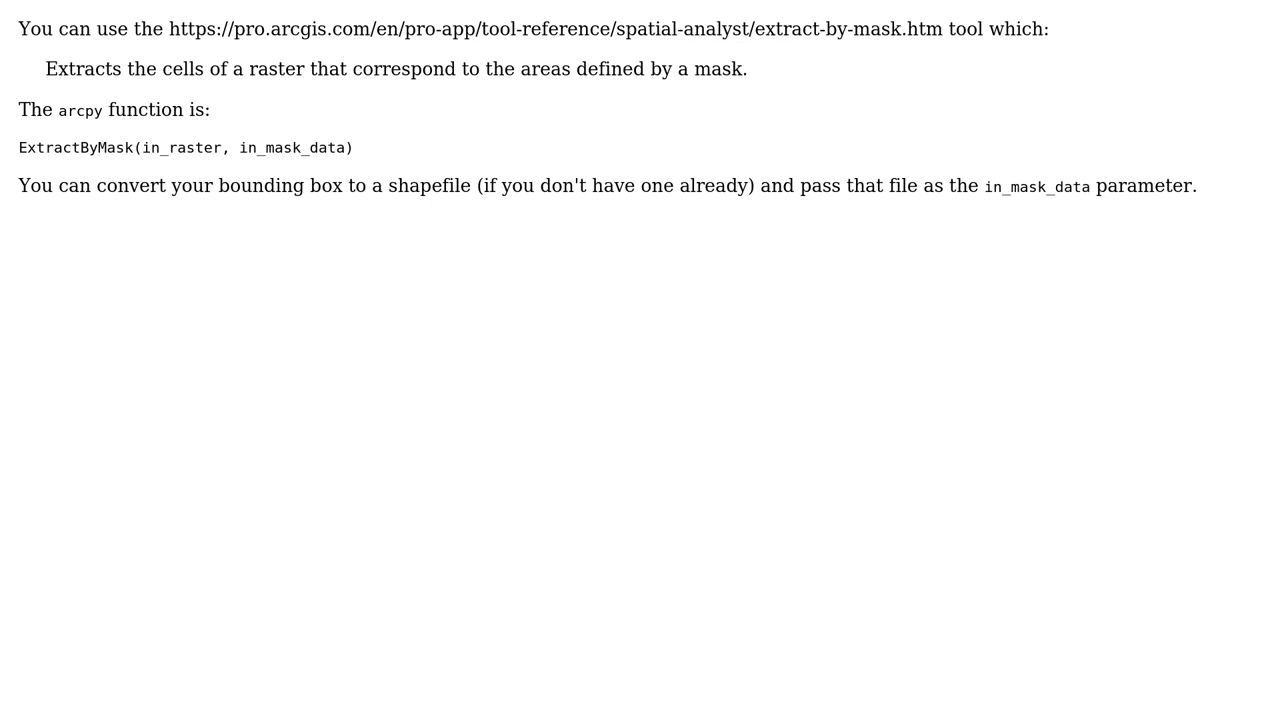 You can use the https://pro.arcgis.com/en/pro-app/tool-reference/spatial-analyst/extract-by-mask.htm tool which:
Extracts the cells of a raster that correspond to the areas defined by a mask.
The arcpy function is:
ExtractByMask(in_raster, in_mask_data)
You can convert your bounding box to a shapefile (if you don't have one already) and pass that file as the in_mask_data parameter.